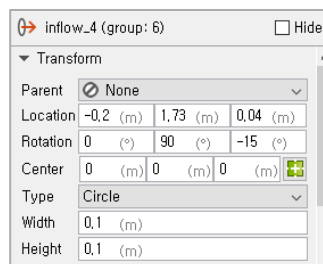 inflow_4 (group: 6) Hide
Transform
Parent None
Location -0.2 (m) 1.73 (m) 0.04 (m)
Rotation 0 (°) 90 (°) -15 (°)
Center 0 (m) 0 (m) 0 (m)
Type Circle
Width 0.1 (m)
Height 0.1 (m)